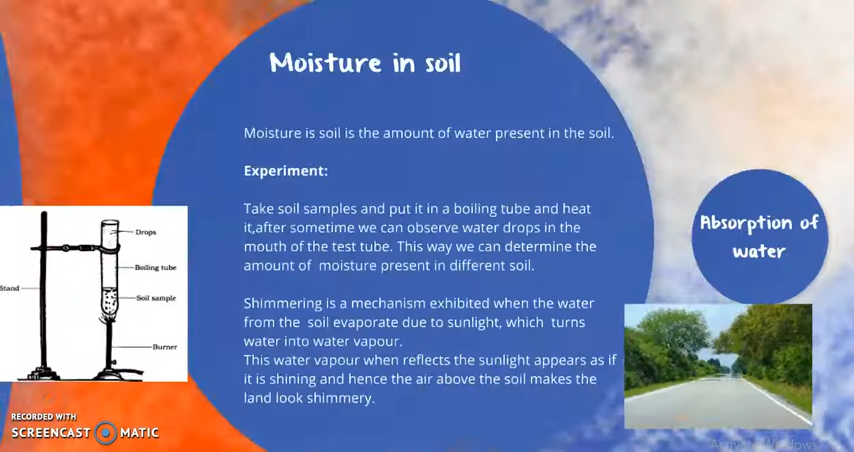 Moisture in soil
Moisture is soil is the amount of water present in the soil.
Experiment:
Take soil samples and put it in a boiling tube and heat
it,after sometime we can observe water drops in the
mouth of the test tube. This way we can determine the
amount of moisture present in different soil.
Shimmering is a mechanism exhibited when the water
from the soil evaporate due to sunlight, which turns
water into water vapour.
This water vapour when reflects the sunlight appears as if
it is shining and hence the air above the soil makes the
land look shimmery.
Drops
Boiling tube
Stand
Soil sample
Burner
Absorption of
water
RECORDED WITH
SCREENCAST MATIC
Activate Windows